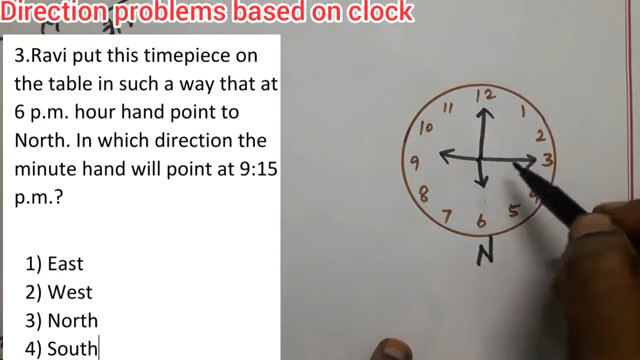 Direction problems based on clock
3.Ravi put this timepiece on
the table in such a way that at
6 p.m. hour hand point to
North. In which direction the
minute hand will point at 9:15
p.m.?
1) East
2) West
3) North
4) South
12
11
1
10
2
9
3
8
7
5
6
N